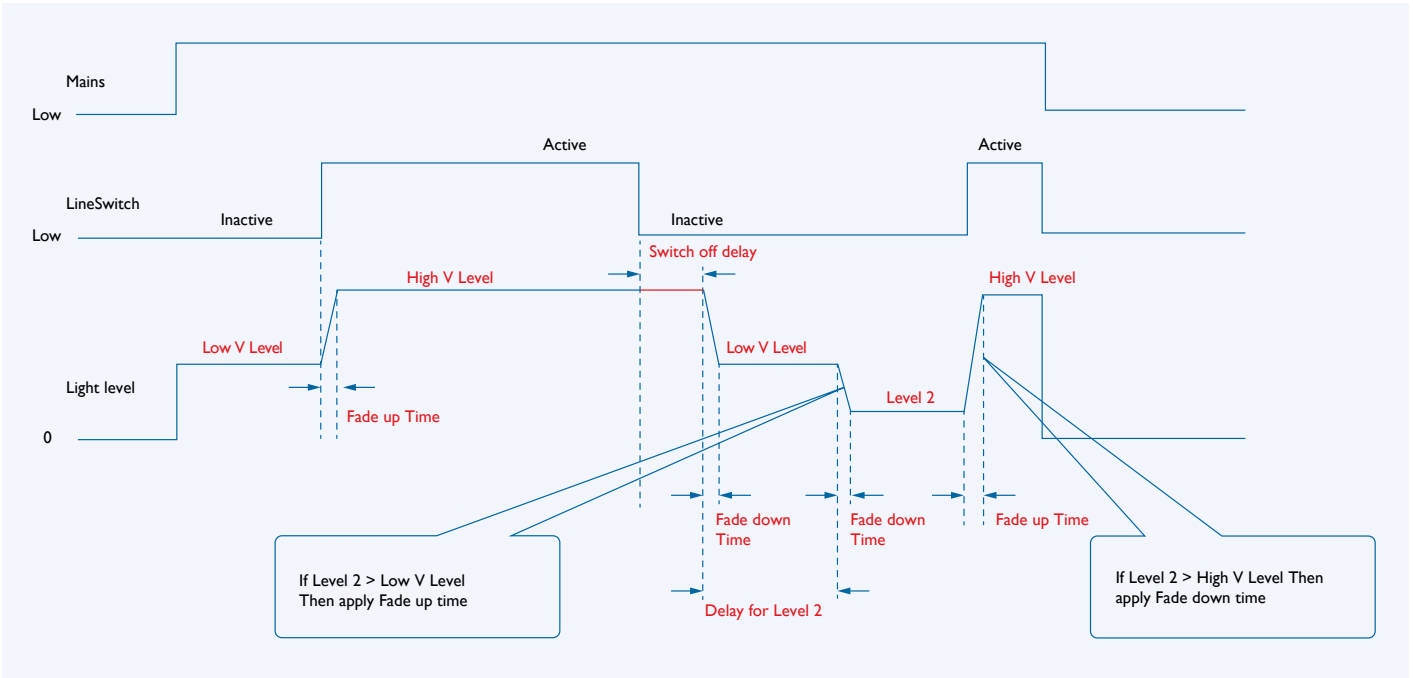 Mains
Low
Active
Active
LineSwitch
Inactive
Inactive
Low
Switch off delay
High V Level
High V Level
Low V Level
Low V Level
Light level
Level 2
Fade up Time
0
Fade down
Time
Fade down
Time
Fade up Time
If Level 2 > Low V Level
Then apply Fade up time
If Level 2 > High V Level Then
apply Fade down time
Delay for Level 2